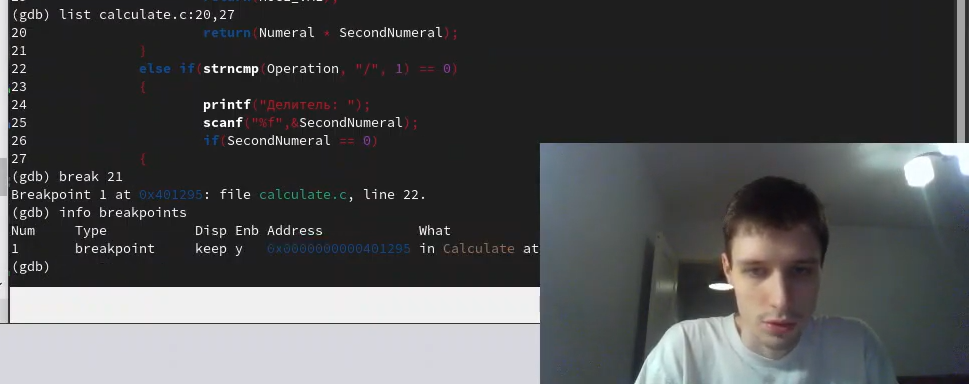 (gdb) list calculate.c:20,27
20 return(Numeral * SecondNumeral);
21 }
22 else if(strncmp(Operation, "/", 1) == 0)
23 {
24 printf("Делитель: ");
25 scanf("%f",&SecondNumeral);
26 if(SecondNumeral == 0)
27 {
(gdb) break 21
Breakpoint 1 at 0x401295: file calculate.c, line 22.
(gdb) info breakpoints
Num Type Disp Enb Address What
1 breakpoint keep y 0x0000000000401295 in Calculate at
(gdb)